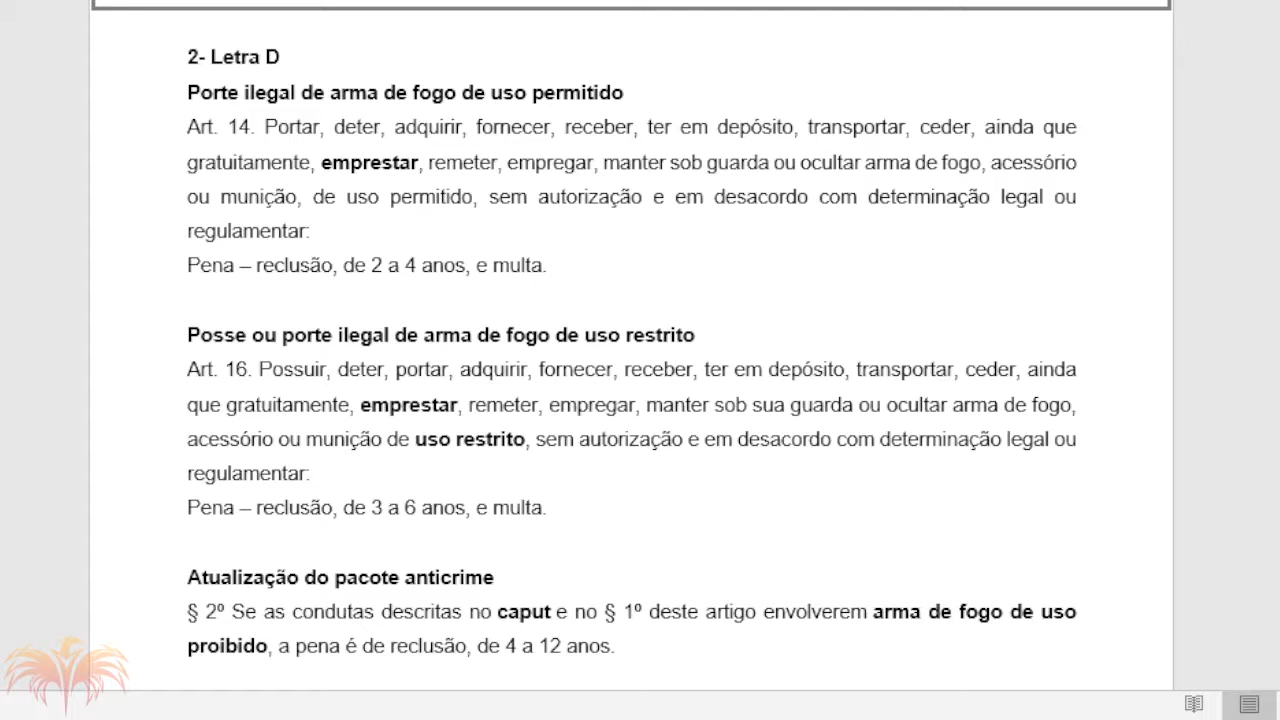 2- Letra D
Porte ilegal de arma de fogo de uso permitido
Art. 14. Portar, deter, adquirir, fornecer, receber, ter em depósito, transportar, ceder, ainda que
gratuitamente, emprestar, remeter, empregar, manter sob guarda ou ocultar arma de fogo, acessório
ou munição, de uso permitido, sem autorização e em desacordo com determinação legal ou
regulamentar:
Pena – reclusão, de 2 a 4 anos, e multa.
Posse ou porte ilegal de arma de fogo de uso restrito
Art. 16. Possuir, deter, portar, adquirir, fornecer, receber, ter em depósito, transportar, ceder, ainda
que gratuitamente, emprestar, remeter, empregar, manter sob sua guarda ou ocultar arma de fogo,
acessório ou munição de uso restrito, sem autorização e em desacordo com determinação legal ou
regulamentar:
Pena – reclusão, de 3 a 6 anos, e multa.
Atualização do pacote anticrime
§ 2º Se as condutas descritas no caput e no § 1º deste artigo envolverem arma de fogo de uso
proibido, a pena é de reclusão, de 4 a 12 anos.